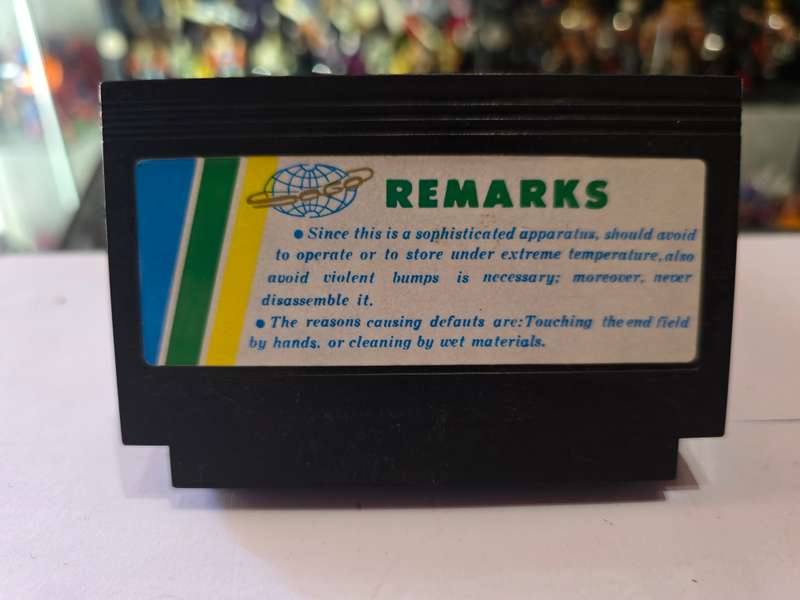 REMARKS
● Since this is a sophisticated apparatus, should avoid
to operate or to store under extreme temperature, also
avoid violent bumps is necessary; moreover, never
disassemble it.
● The reasons causing defauts are: Touching the end field
by hands, or cleaning by wet materials.